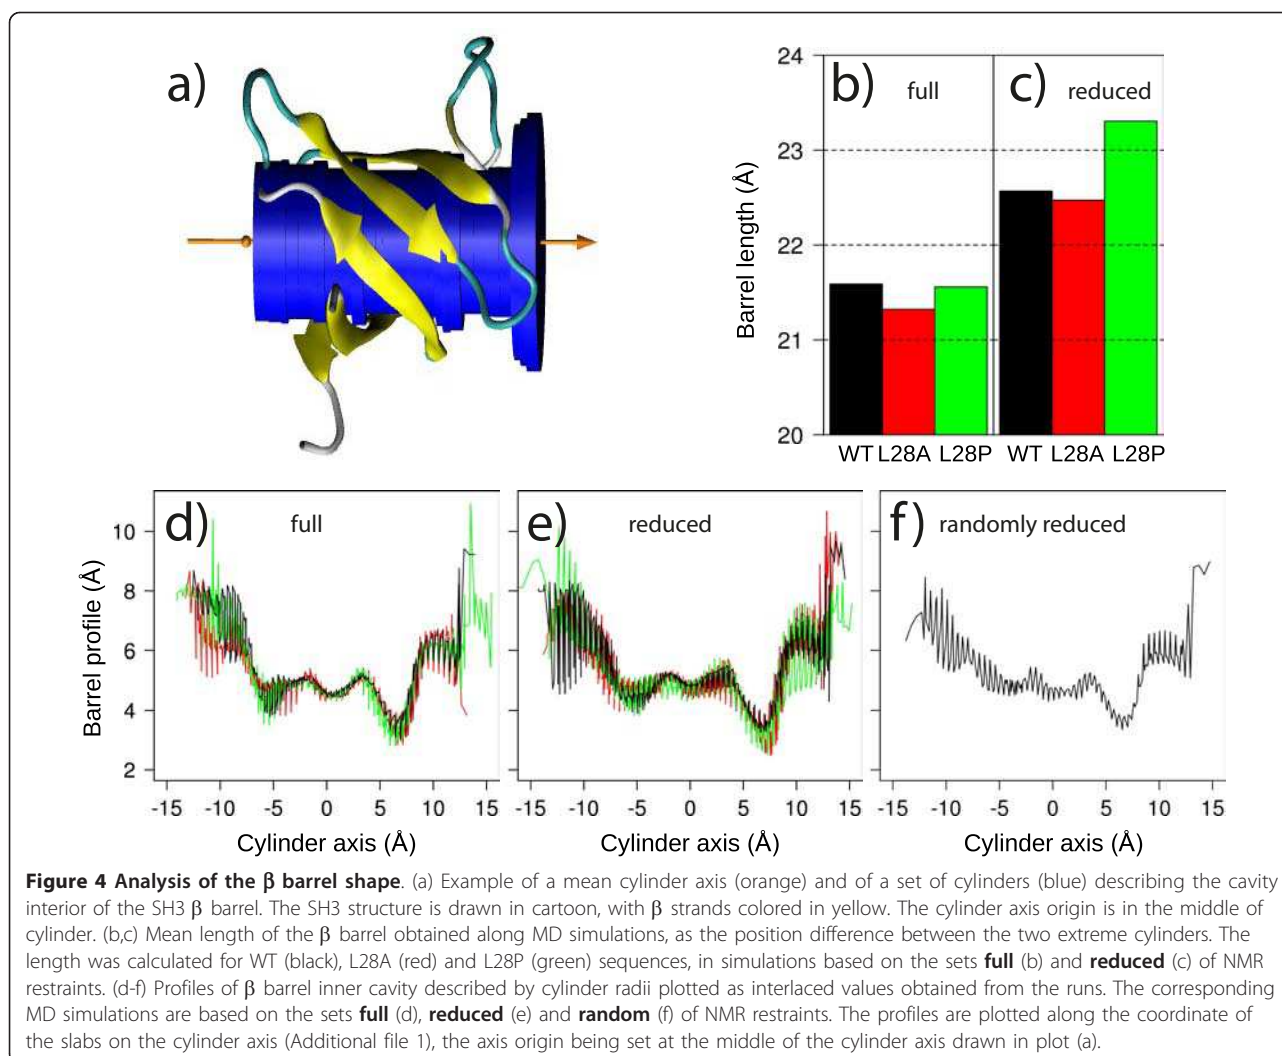 a)
b)
full
c)
reduced
Barrel length (Å)
24
23
22
21
20
WT L28A L28P WT L28A L28P
d)
full
e)
reduced
f)
randomly reduced
Barrel profile (Å)
10
8
6
4
2
-15 -10 -5 0 5 10 15 -15 -10 -5 0 5 10 15 -15 -10 -5 0 5 10 15
Cylinder axis (Å) Cylinder axis (Å) Cylinder axis (Å)
Figure 4 Analysis of the β barrel shape. (a) Example of a mean cylinder axis (orange) and of a set of cylinders (blue) describing the cavity
interior of the SH3 β barrel. The SH3 structure is drawn in cartoon, with β strands colored in yellow. The cylinder axis origin is in the middle of
cylinder. (b,c) Mean length of the β barrel obtained along MD simulations, as the position difference between the two extreme cylinders. The
length was calculated for WT (black), L28A (red) and L28P (green) sequences, in simulations based on the sets full (b) and reduced (c) of NMR
restraints. (d-f) Profiles of β barrel inner cavity described by cylinder radii plotted as interlaced values obtained from the runs. The corresponding
MD simulations are based on the sets full (d), reduced (e) and random (f) of NMR restraints. The profiles are plotted along the coordinate of
the slabs on the cylinder axis (Additional file 1), the axis origin being set at the middle of the cylinder axis drawn in plot (a).